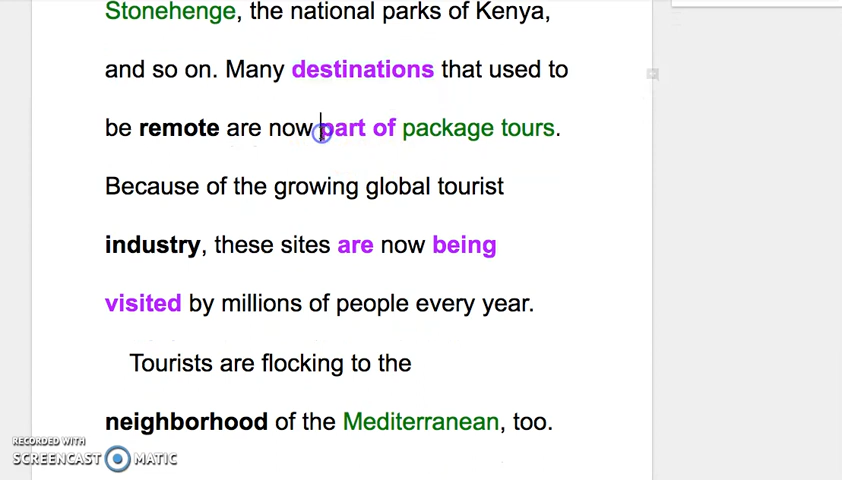 Stonehenge, the national parks of Kenya,
and so on. Many destinations that used to
be remote are now part of package tours.
Because of the growing global tourist
industry, these sites are now being
visited by millions of people every year.
Tourists are flocking to the
neighborhood of the Mediterranean, too.
RECORDED WITH
SCREENCAST MATIC